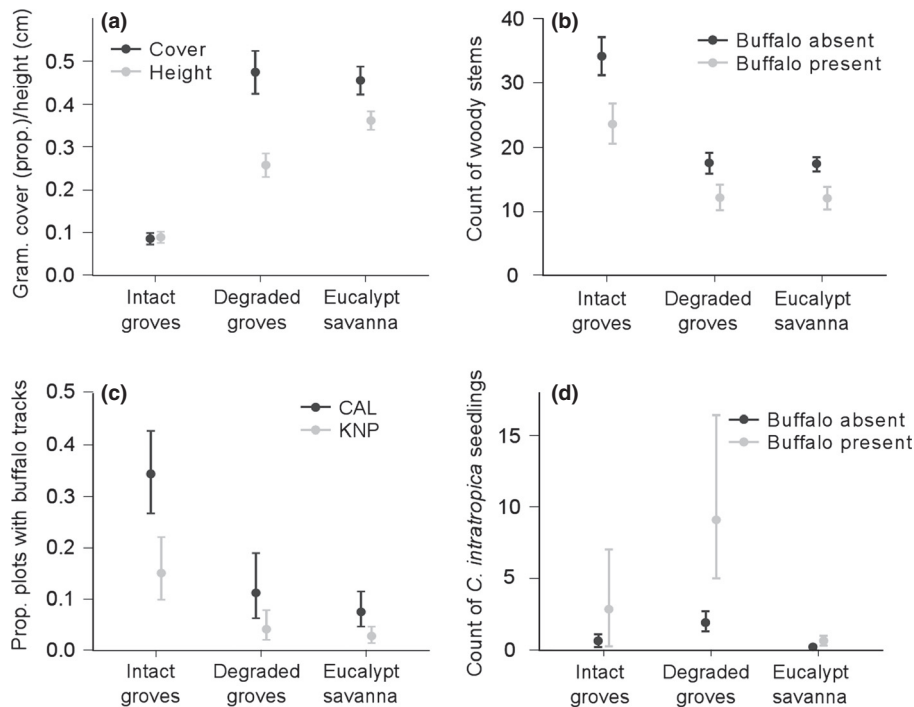 (a)
Gram. cover (prop.)/height (cm)
Cover
Height
0.5
0.4
0.3
0.2
0.1
0.0
Intact groves
Degraded groves
Eucalypt savanna
(b)
Count of woody stems
Buffalo absent
Buffalo present
40
30
20
10
0
Intact groves
Degraded groves
Eucalypt savanna
(c)
Prop. plots with buffalo tracks
CAL
KNP
0.5
0.4
0.3
0.2
0.1
0.0
Intact groves
Degraded groves
Eucalypt savanna
(d)
Count of C. intratropica seedlings
Buffalo absent
Buffalo present
15
10
5
0
Intact groves
Degraded groves
Eucalypt savanna